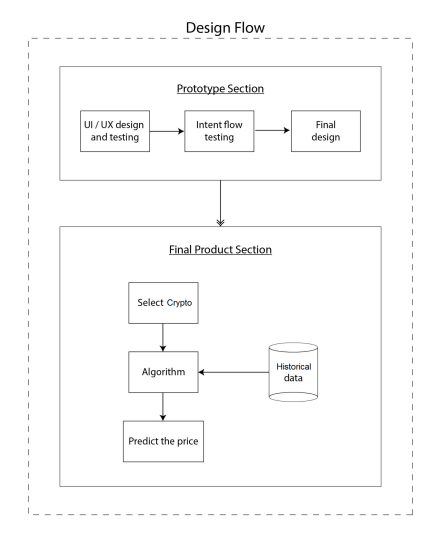 Design Flow
Prototype Section
UI / UX design
and testing
Intent flow
testing
Final
design
Final Product Section
Select Crypto
Algorithm
Historical
data
Predict the price